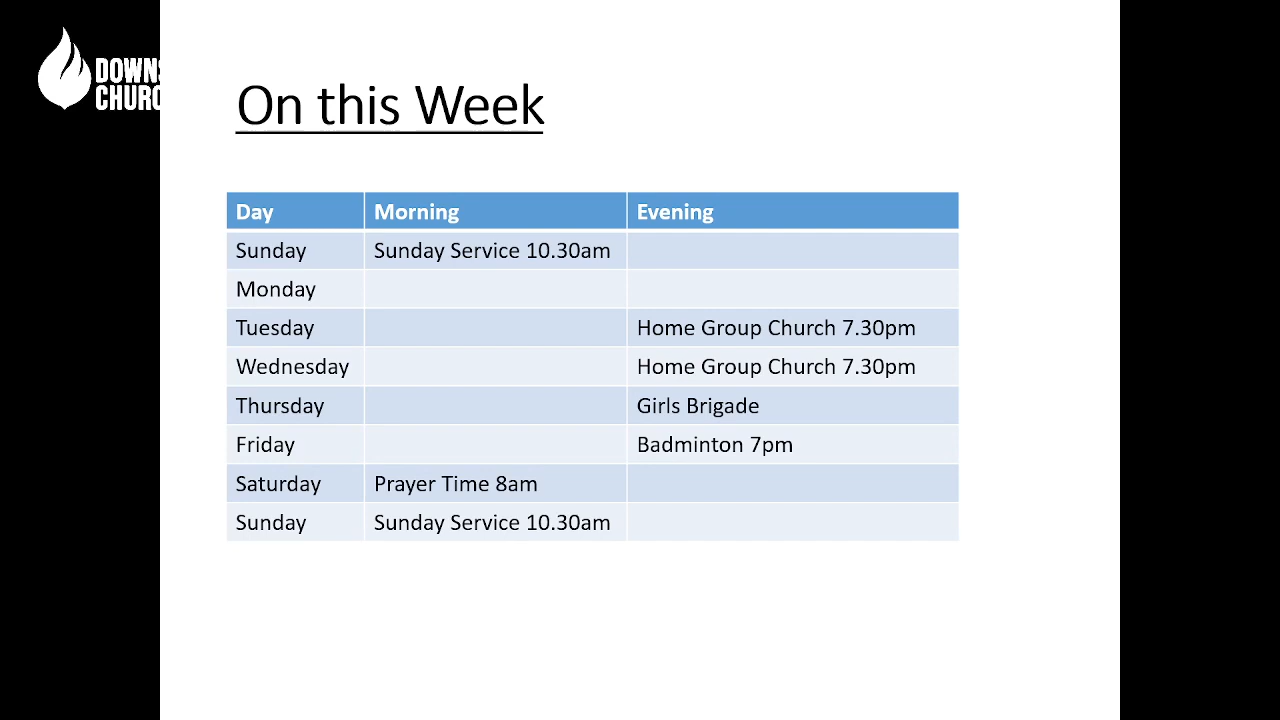 DOWNS
CHURC
On this Week
Day Morning Evening
Sunday Sunday Service 10.30am
Monday
Tuesday Home Group Church 7.30pm
Wednesday Home Group Church 7.30pm
Thursday Girls Brigade
Friday Badminton 7pm
Saturday Prayer Time 8am
Sunday Sunday Service 10.30am